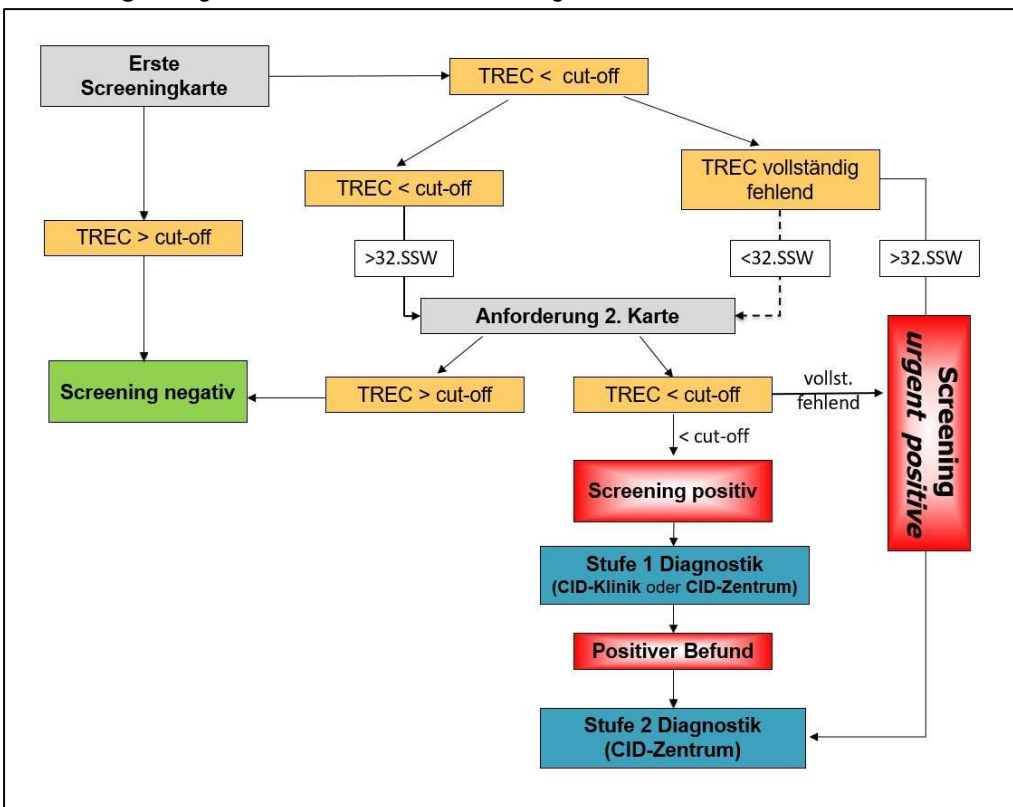 Erste
Screeningkarte
TREC < cut-off
TREC < cut-off
TREC vollständig
fehlend
TREC > cut-off
>32.SSW
<32.SSW
>32.SSW
Anforderung 2. Karte
Screening negativ
TREC > cut-off
TREC < cut-off
vollst.
fehlend
Screening
urgent positive
< cut-off
Screening positiv
Stufe 1 Diagnostik
(CID-Klinik oder CID-Zentrum)
Positiver Befund
Stufe 2 Diagnostik
(CID-Zentrum)